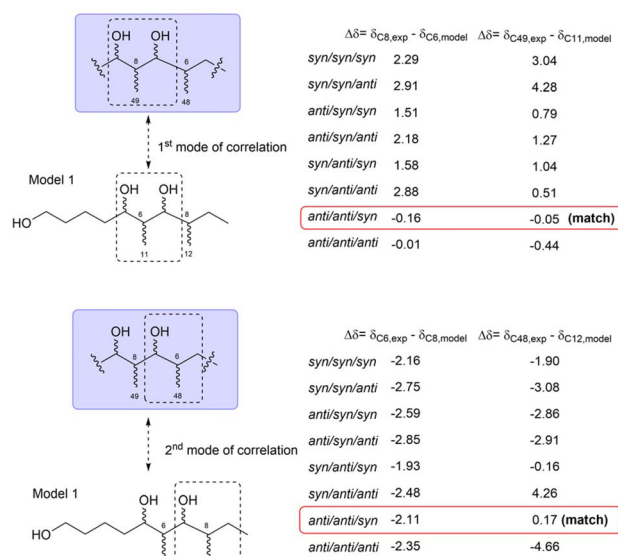 OH OH
8 6
49 48
1st mode of correlation
Model 1
OH OH
HO
6 8
11 12
Δδ= δC8,exp - δC6,model Δδ= δC49,exp - δC11,model
syn/syn/syn 2.29 3.04
syn/syn/anti 2.91 4.28
anti/syn/syn 1.51 0.79
anti/syn/anti 2.18 1.27
syn/anti/syn 1.58 1.04
syn/anti/anti 2.88 0.51
anti/anti/syn -0.16 -0.05 (match)
anti/anti/anti -0.01 -0.44
OH OH
8 6
49 48
2nd mode of correlation
Model 1
OH OH
HO
6 8
Δδ= δC6,exp - δC8,model Δδ= δC48,exp - δC12,model
syn/syn/syn -2.16 -1.90
syn/syn/anti -2.75 -3.08
anti/syn/syn -2.59 -2.86
anti/syn/anti -2.85 -2.91
syn/anti/syn -1.93 -0.16
syn/anti/anti -2.48 4.26
anti/anti/syn -2.11 0.17 (match)
anti/anti/anti -2.35 -4.66